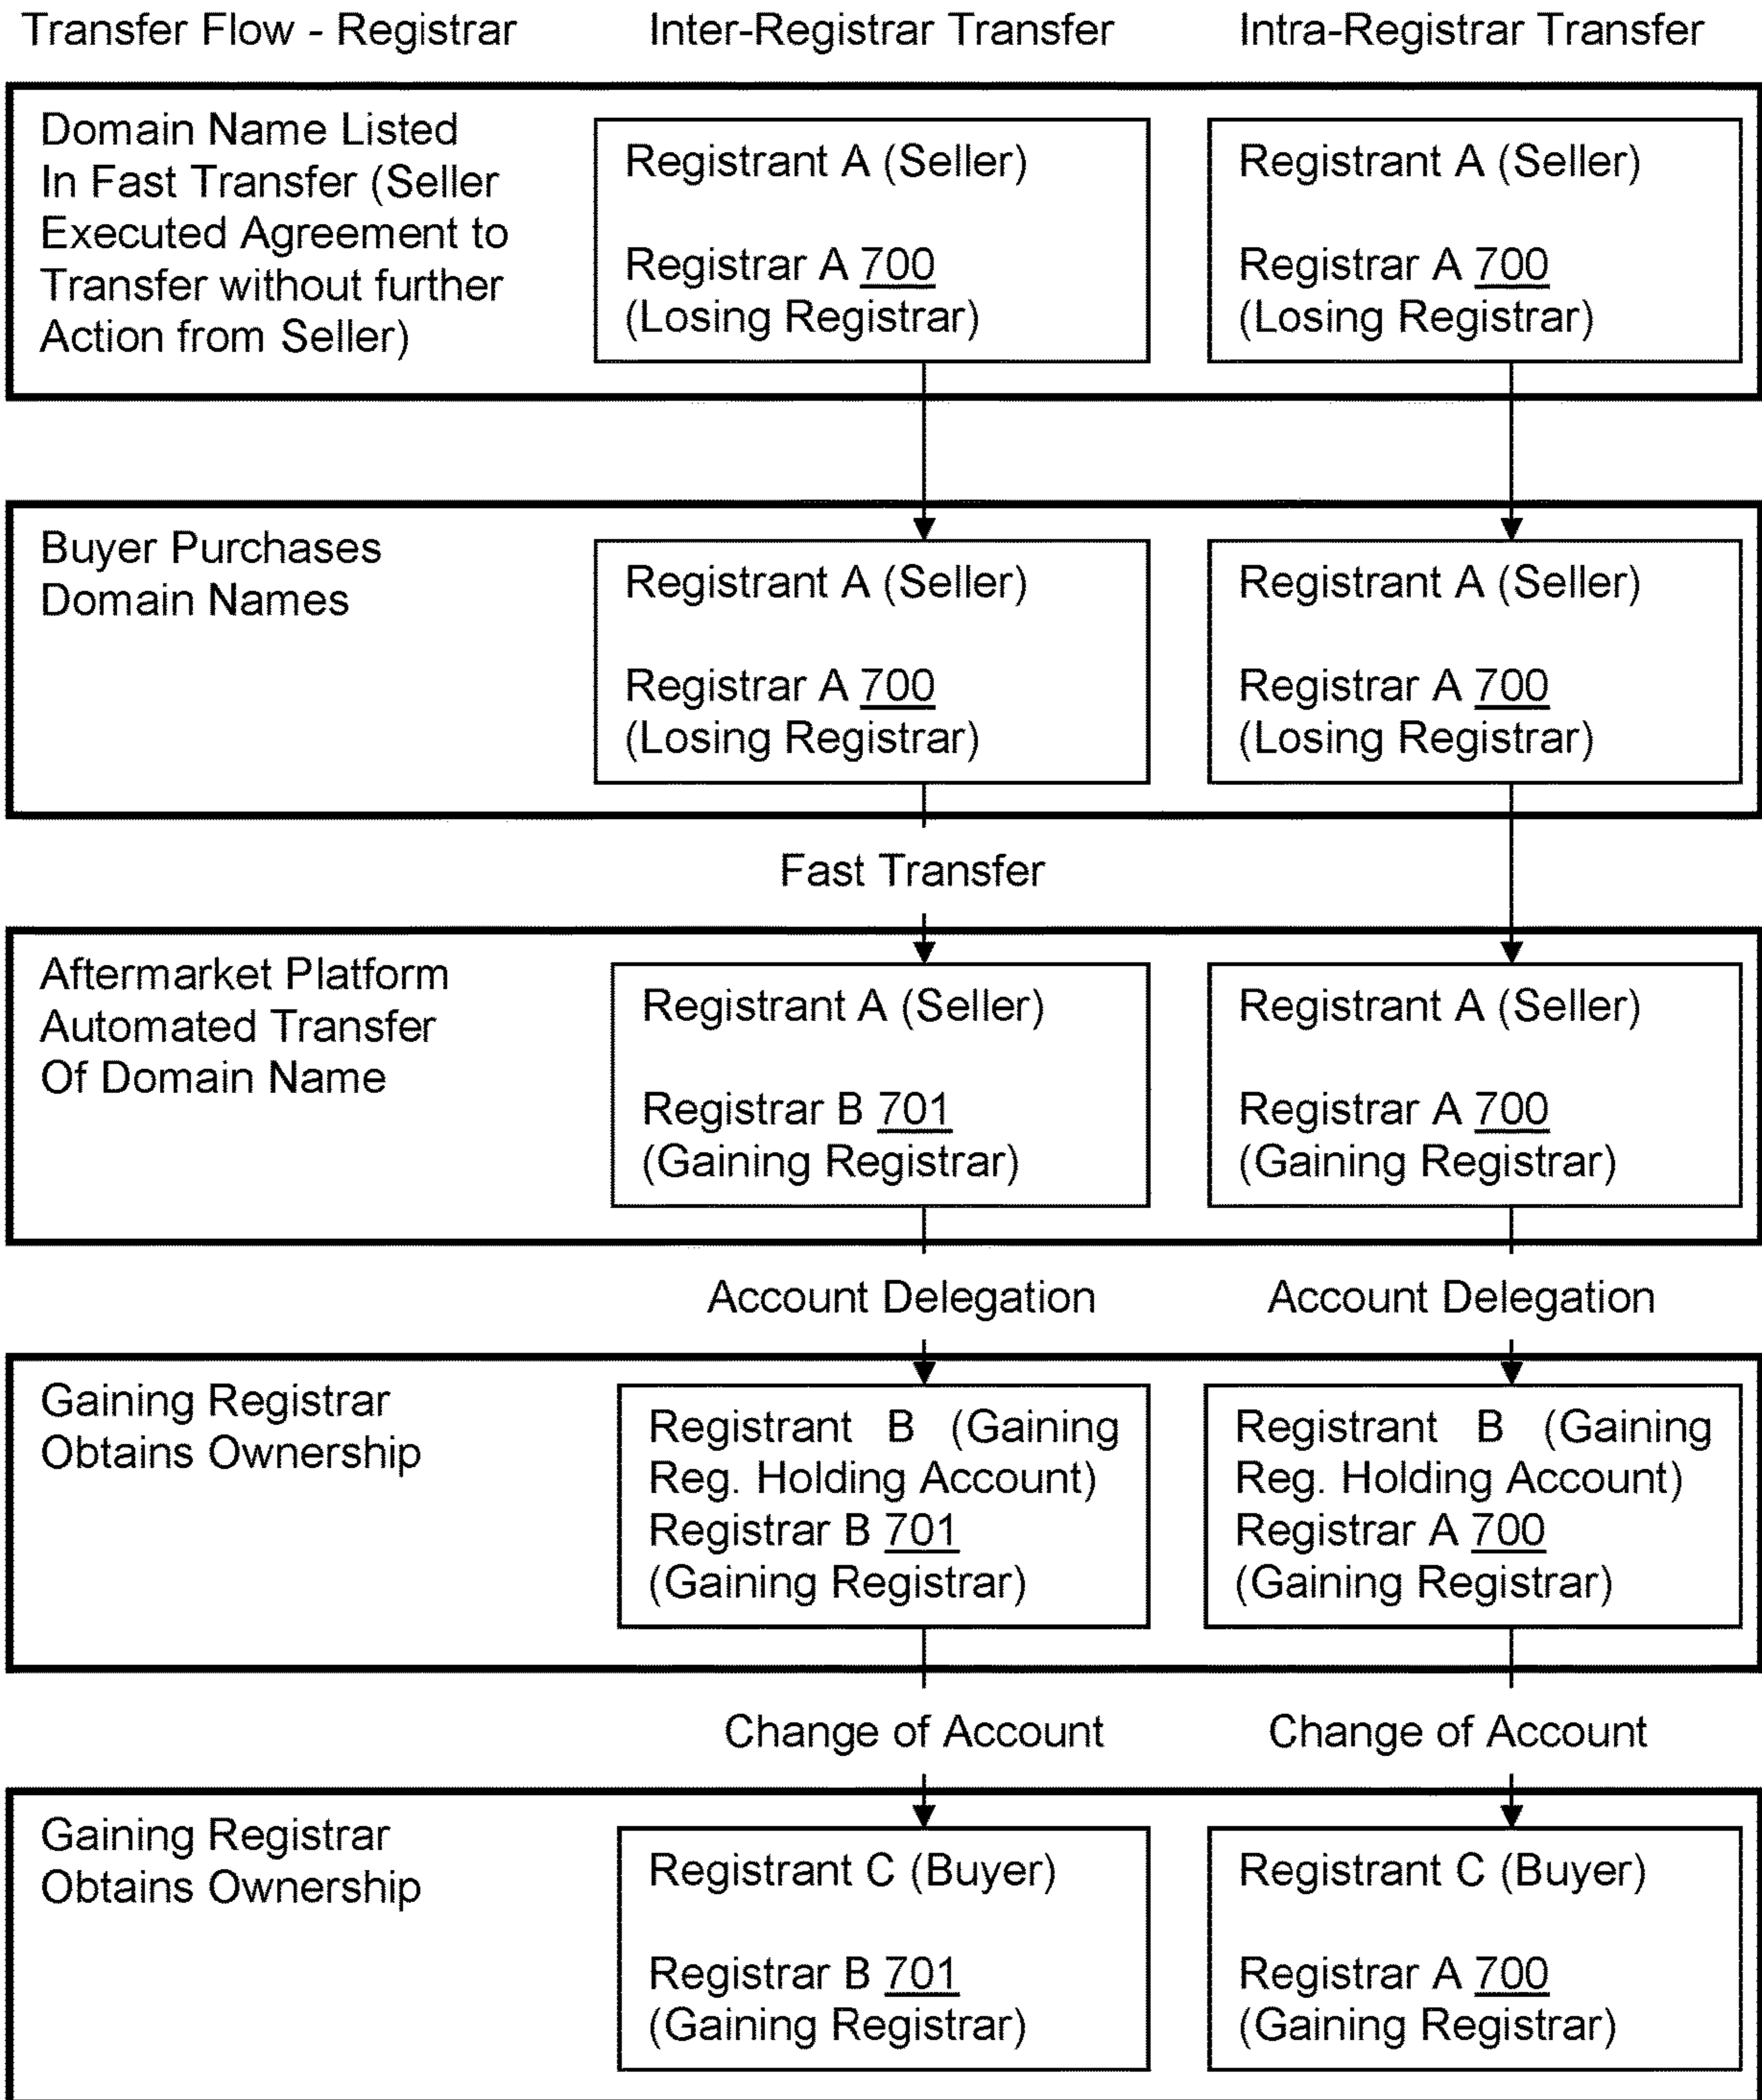 Transfer Flow - Registrar
Inter-Registrar Transfer
Intra-Registrar Transfer
Domain Name Listed
In Fast Transfer (Seller
Executed Agreement to
Transfer without further
Action from Seller)
Registrant A (Seller)
Registrar A 700
(Losing Registrar)
Registrant A (Seller)
Registrar A 700
(Losing Registrar)
Buyer Purchases
Domain Names
Registrant A (Seller)
Registrar A 700
(Losing Registrar)
Registrant A (Seller)
Registrar A 700
(Losing Registrar)
Fast Transfer
Aftermarket Platform
Automated Transfer
Of Domain Name
Registrant A (Seller)
Registrar B 701
(Gaining Registrar)
Registrant A (Seller)
Registrar A 700
(Gaining Registrar)
Account Delegation
Account Delegation
Gaining Registrar
Obtains Ownership
Registrant B (Gaining
Reg. Holding Account)
Registrar B 701
(Gaining Registrar)
Registrant B (Gaining
Reg. Holding Account)
Registrar A 700
(Gaining Registrar)
Change of Account
Change of Account
Gaining Registrar
Obtains Ownership
Registrant C (Buyer)
Registrar B 701
(Gaining Registrar)
Registrant C (Buyer)
Registrar A 700
(Gaining Registrar)